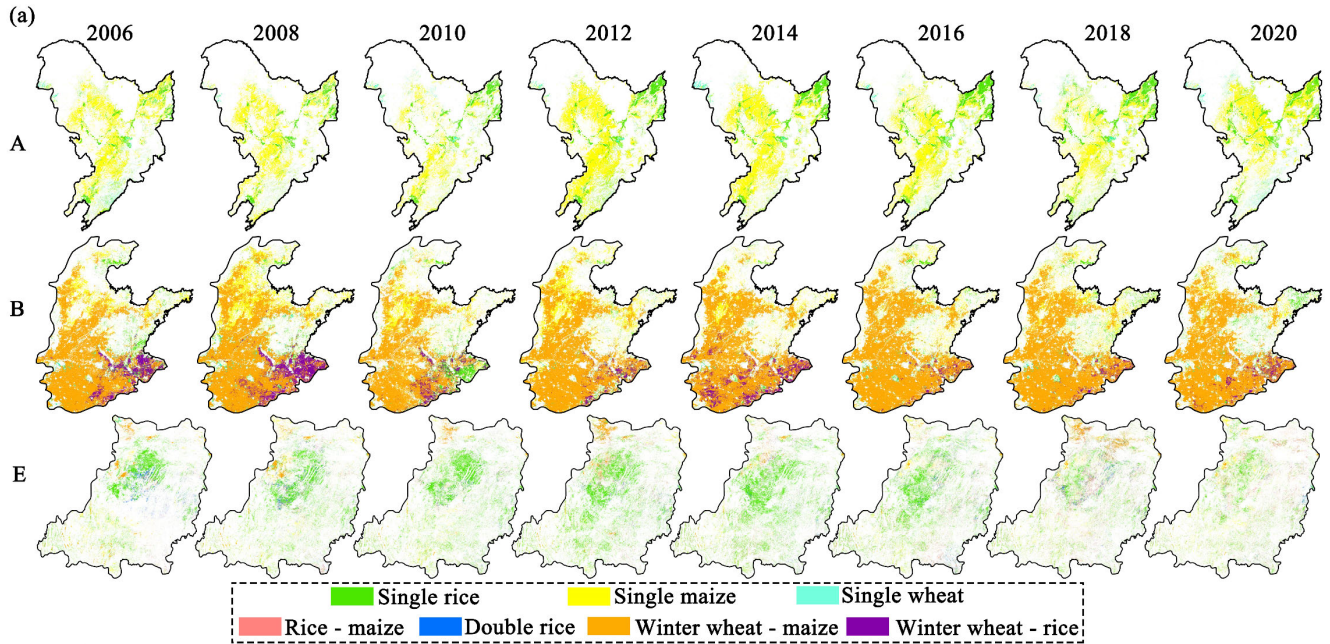 (a)
2006 2008 2010 2012 2014 2016 2018 2020
A
B
E
Single rice Single maize Single wheat
Rice - maize Double rice Winter wheat - maize Winter wheat - rice